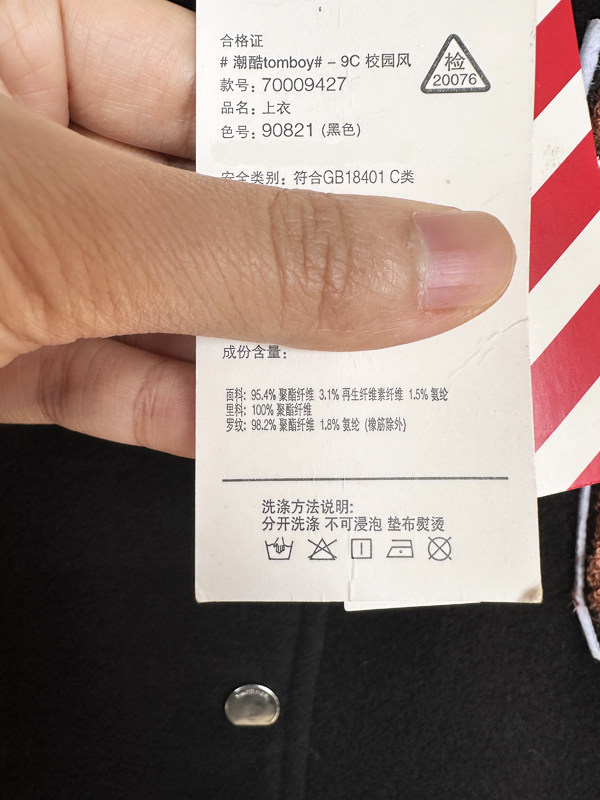 合格证
# 潮酷tomboy# – 9C 校园风
款号: 70009427
品名: 上衣
色号: 90821 (黑色)
检
20076
安全类别: 符合GB18401 C类
成份含量:
面料: 95.4% 聚酯纤维 3.1% 再生纤维素纤维 1.5% 氨纶
里料: 100% 聚酯纤维
罗纹: 98.2% 聚酯纤维 1.8% 氨纶 (橡筋除外)
洗涤方法说明:
分开洗涤 不可浸泡 垫布熨烫